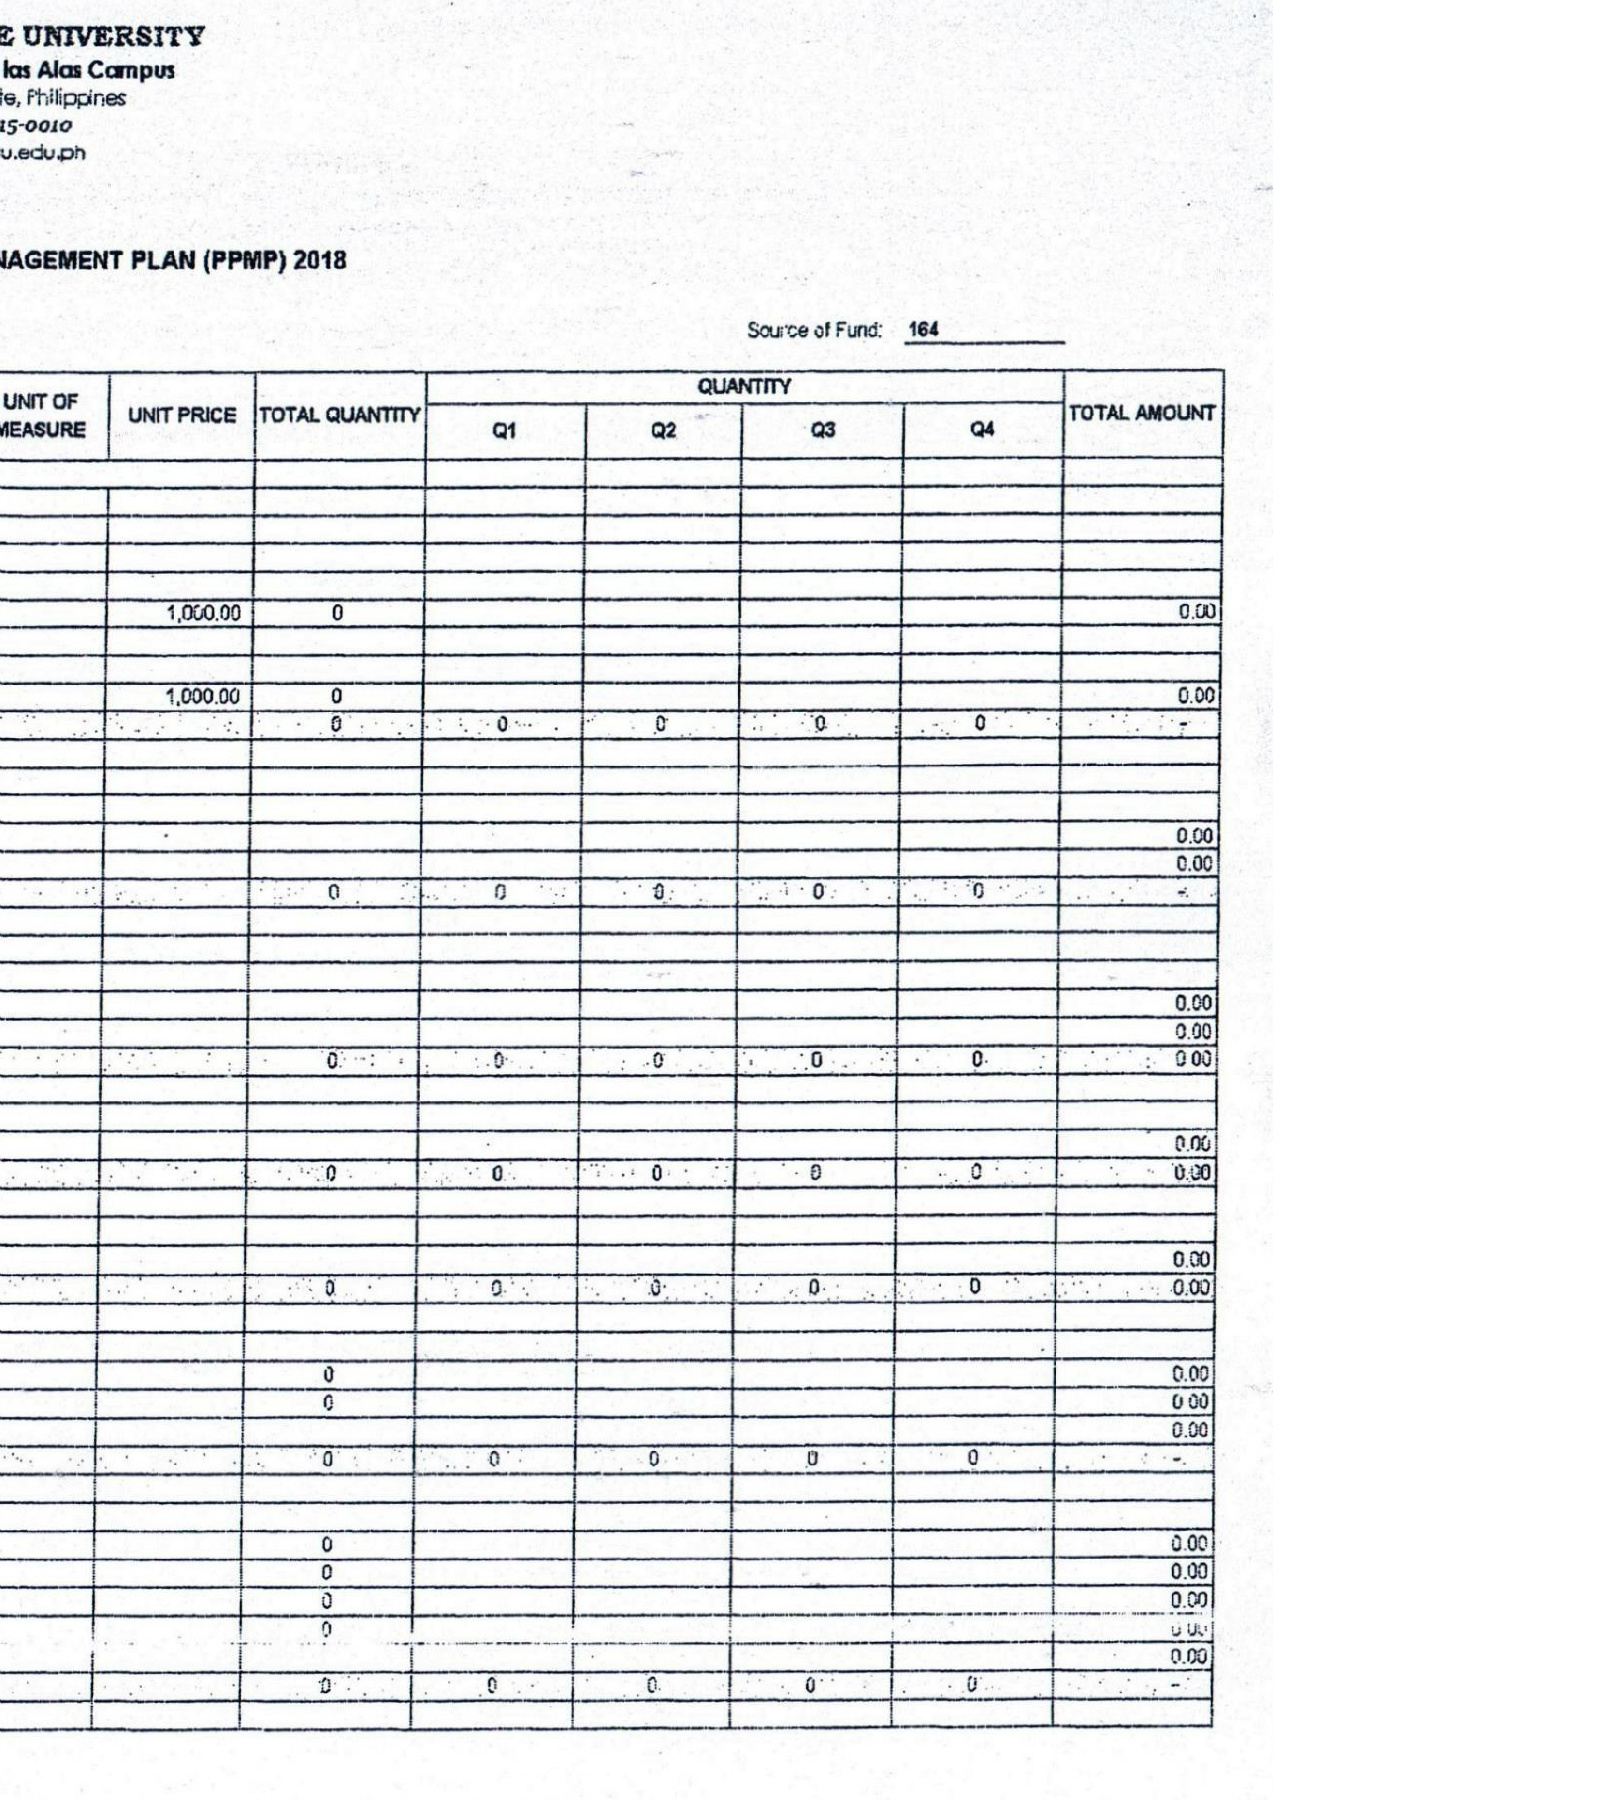 E UNIVERSITY
las Alas Campus
te, Philippines
15-0010
u.edu.ph
NAGEMENT PLAN (PPMP) 2018
Source of Fund: 164
UNIT OF MEASURE UNIT PRICE TOTAL QUANTITY QUANTITY TOTAL AMOUNT
Q1 Q2 Q3 Q4
1,000.00 0 0.00
1,000.00 0 0.00
0 0 0 0 0 -
0.00
0.00
0 0 0 0 0 -
0.00
0.00
0 0 0 0 0 0.00
0.00
0 0 0 0 0 0.00
0.00
0 0 0 0 0 0.00
0 0.00
0 0.00
0.00
0 0 0 0 0 -
0 0.00
0 0.00
0 0.00
0 0.00
0.00
0 0 0 0 0 -